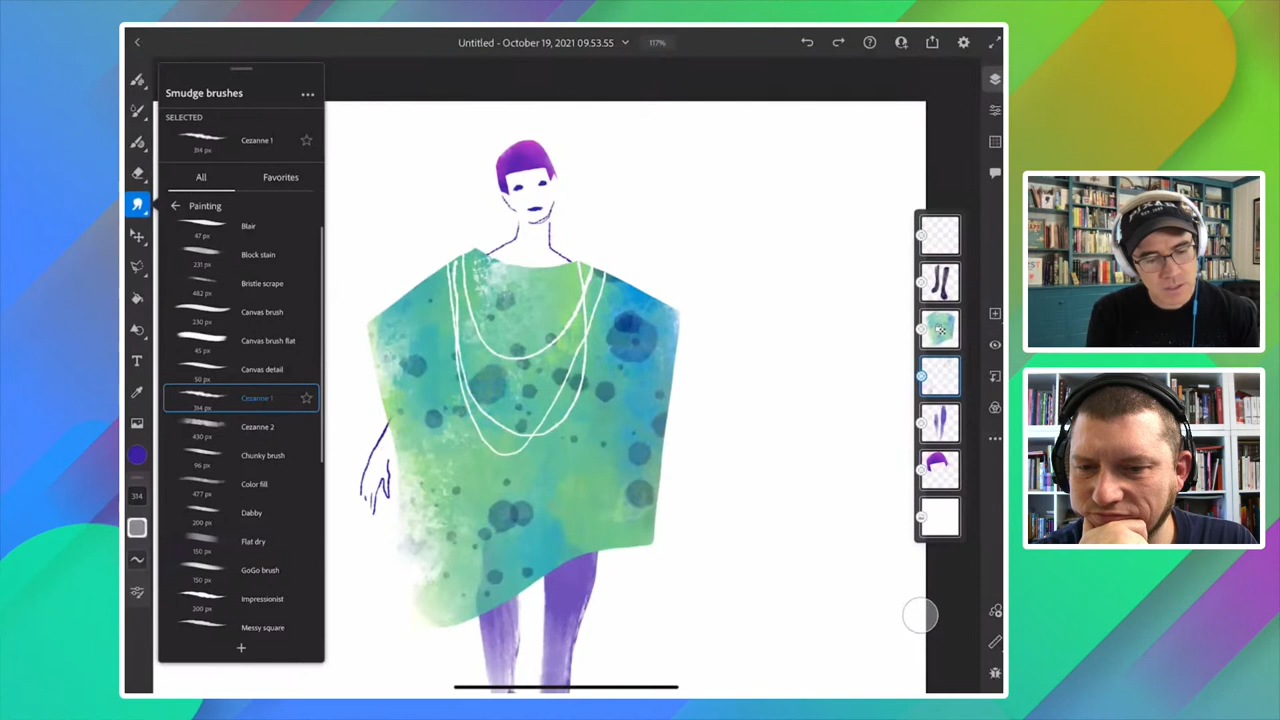 Untitled - October 19, 2021 09.53.55
117%
Smudge brushes
SELECTED
Cezanne 1
314 px
All
Favorites
Painting
Blair
47 px
Block stain
231 px
Bristle scrape
482 px
Canvas brush
230 px
Canvas brush flat
45 px
Canvas detail
50 px
Cezanne 1
314 px
Cezanne 2
430 px
Chunky brush
96 px
Color fill
477 px
Dabby
200 px
Flat dry
150 px
GoGo brush
150 px
Impressionist
200 px
Messy square
314
T
PIXAR